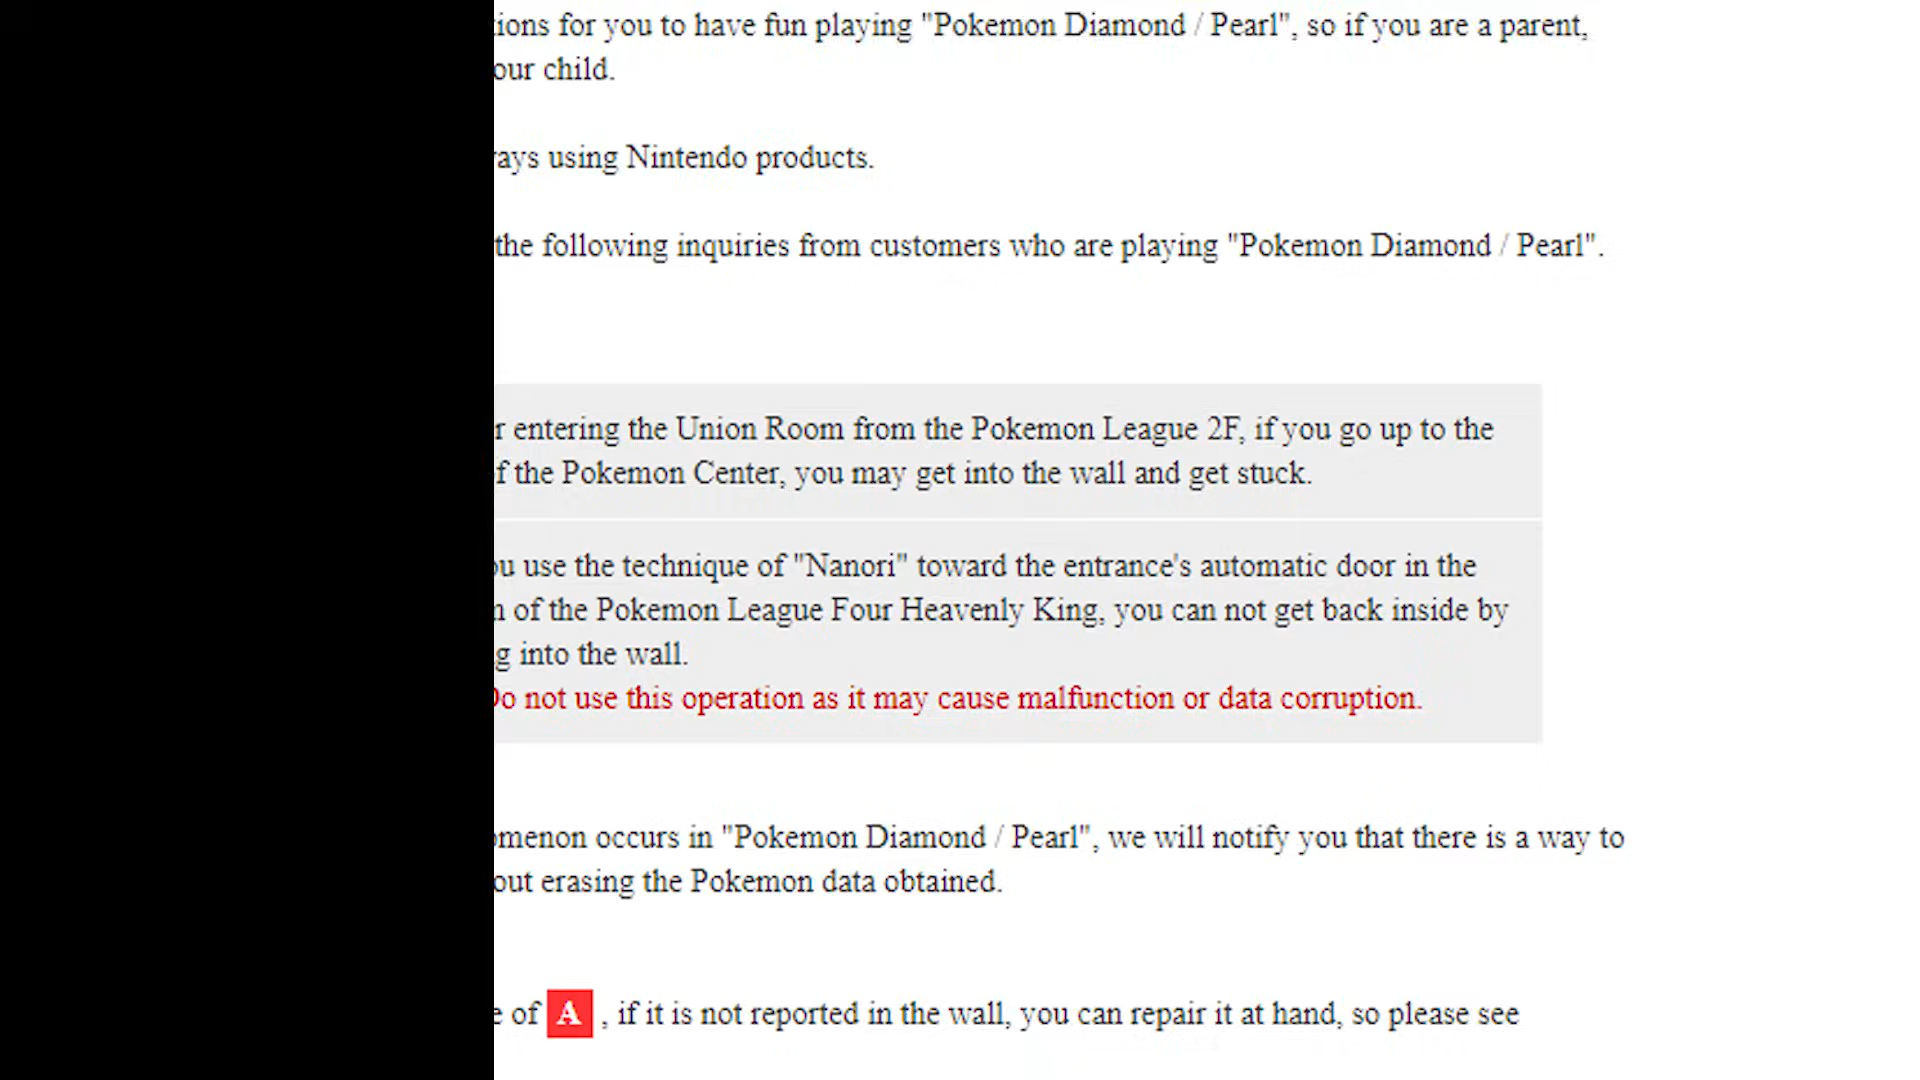 ions for you to have fun playing "Pokemon Diamond / Pearl", so if you are a parent,
our child.
ays using Nintendo products.
the following inquiries from customers who are playing "Pokemon Diamond / Pearl".
r entering the Union Room from the Pokemon League 2F, if you go up to the
f the Pokemon Center, you may get into the wall and get stuck.
ou use the technique of "Nanori" toward the entrance's automatic door in the
of the Pokemon League Four Heavenly King, you can not get back inside by
g into the wall.
Do not use this operation as it may cause malfunction or data corruption.
omenon occurs in "Pokemon Diamond / Pearl", we will notify you that there is a way to
out erasing the Pokemon data obtained.
e of A , if it is not reported in the wall, you can repair it at hand, so please see